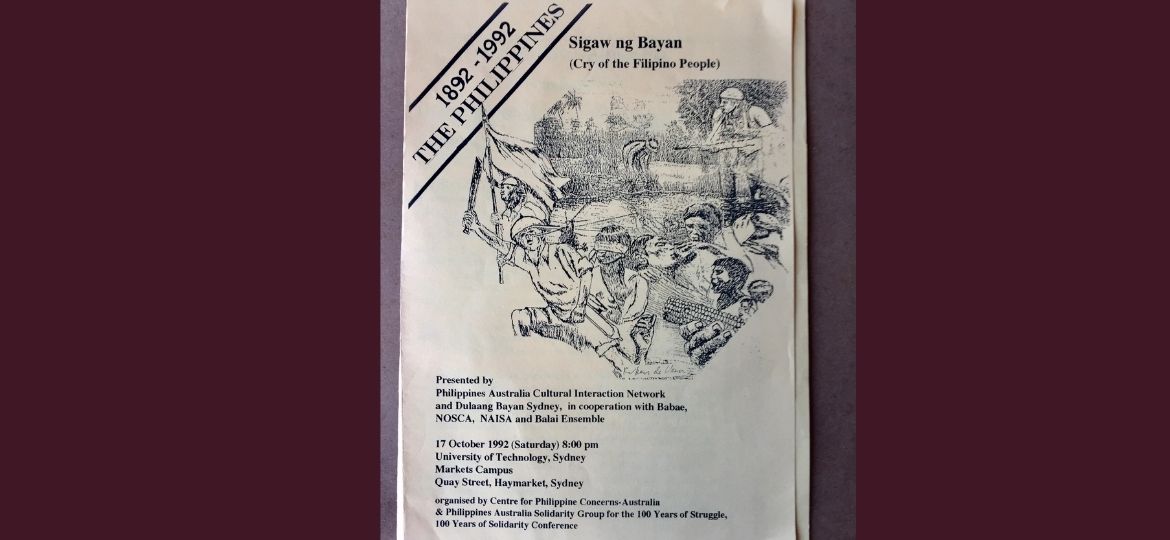 1892 - 1992
THE PHILIPPINES
Sigaw ng Bayan
(Cry of the Filipino People)
Presented by
Philippines Australia Cultural Interaction Network
and Dulaang Bayan Sydney, in cooperation with Babae,
NOSCA, NAISA and Balai Ensemble
17 October 1992 (Saturday) 8:00 pm
University of Technology, Sydney
Markets Campus
Quay Street, Haymarket, Sydney
organised by Centre for Philippine Concerns-Australia
& Philippines Australia Solidarity Group for the 100 Years of Struggle,
100 Years of Solidarity Conference